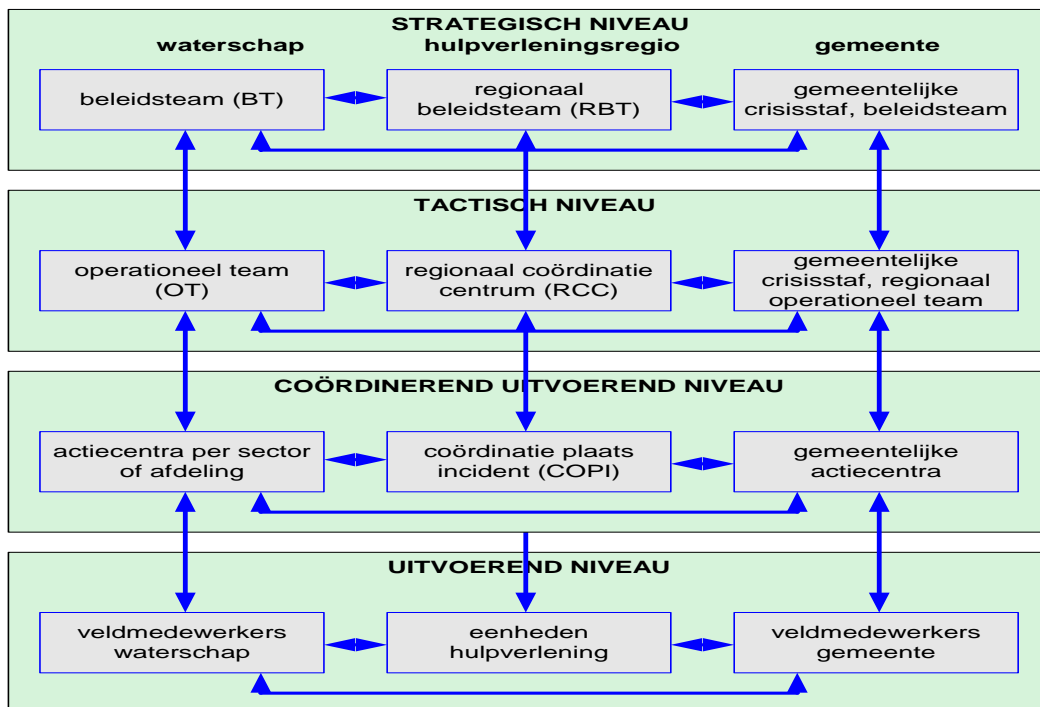 STRATEGISCH NIVEAU
waterschap hulpverleningsregio gemeente
beleidsteam (BT)
regionaal
beleidsteam (RBT)
gemeentelijke
crisisstaf, beleidsteam
TACTISCH NIVEAU
operationeel team
(OT)
regionaal coördinatie
centrum (RCC)
gemeentelijke
crisisstaf, regionaal
operationeel team
COÖRDINEREND UITVOEREND NIVEAU
actiecentra per sector
of afdeling
coördinatie plaats
incident (COPI)
gemeentelijke
actiecentra
UITVOEREND NIVEAU
veldmedewerkers
waterschap
eenheden
hulpverlening
veldmedewerkers
gemeente